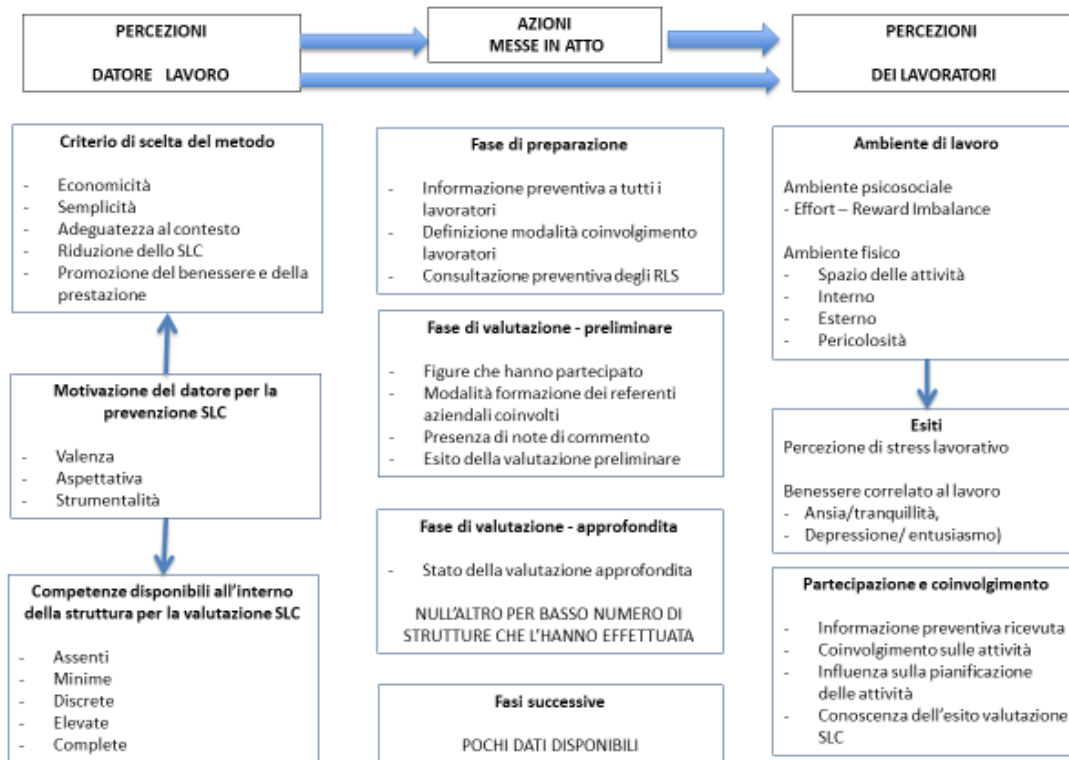 PERCEZIONI
DATORE LAVORO
AZIONI
MESSE IN ATTO
PERCEZIONI
DEI LAVORATORI
Criterio di scelta del metodo
- Economicità
- Semplicità
- Adeguatezza al contesto
- Riduzione dello SLC
- Promozione del benessere e della
prestazione
Motivazione del datore per la
prevenzione SLC
- Valenza
- Aspettativa
- Strumentalità
Competenze disponibili all'interno
della struttura per la valutazione SLC
- Assenti
- Minime
- Discrete
- Elevate
- Complete
Fase di preparazione
- Informazione preventiva a tutti i
lavoratori
- Definizione modalità coinvolgimento
lavoratori
- Consultazione preventiva degli RLS
Fase di valutazione - preliminare
- Figure che hanno partecipato
- Modalità formazione dei referenti
aziendali coinvolti
- Presenza di note di commento
- Esito della valutazione preliminare
Fase di valutazione - approfondita
- Stato della valutazione approfondita
NULL'ALTRO PER BASSO NUMERO DI
STRUTTURE CHE L'HANNO EFFETTUATA
Fasi successive
POCHI DATI DISPONIBILI
Ambiente di lavoro
Ambiente psicosociale
- Effort – Reward Imbalance
Ambiente fisico
- Spazio delle attività
- Interno
- Esterno
- Pericolosità
Esiti
Percezione di stress lavorativo
Benessere correlato al lavoro
- Ansia/tranquillità,
- Depressione/ entusiasmo)
Partecipazione e coinvolgimento
- Informazione preventiva ricevuta
- Coinvolgimento sulle attività
- Influenza sulla pianificazione
delle attività
- Conoscenza dell'esito valutazione
SLC